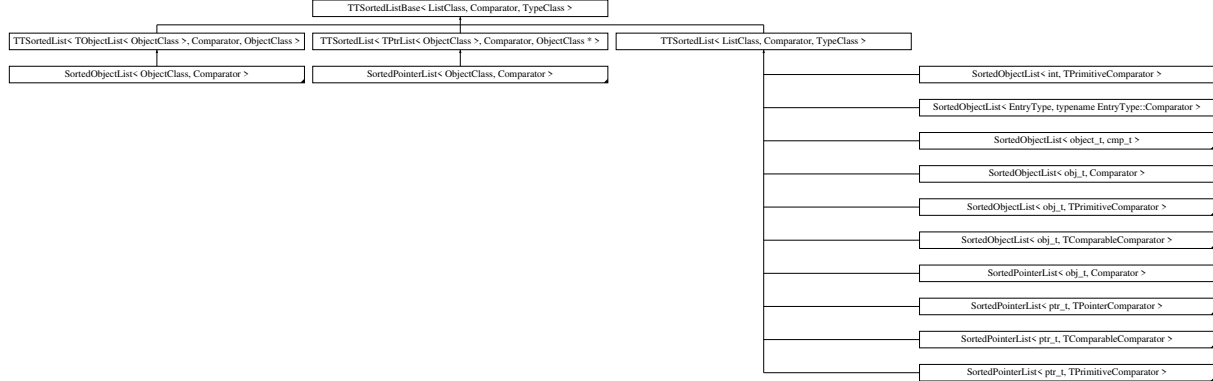 TTSortedListBase< ListClass, Comparator, TypeClass >
TTSortedList< TObjectList< ObjectClass >, Comparator, ObjectClass >
TTSortedList< TPtrList< ObjectClass >, Comparator, ObjectClass * >
TTSortedList< ListClass, Comparator, TypeClass >
SortedObjectList< ObjectClass, Comparator >
SortedPointerList< ObjectClass, Comparator >
SortedObjectList< int, TPrimitiveComparator >
SortedObjectList< EntryType, typename EntryType::Comparator >
SortedObjectList< object_t, cmp_t >
SortedObjectList< obj_t, Comparator >
SortedObjectList< obj_t, TPrimitiveComparator >
SortedObjectList< obj_t, TComparableComparator >
SortedPointerList< obj_t, Comparator >
SortedPointerList< ptr_t, TPointerComparator >
SortedPointerList< ptr_t, TComparableComparator >
SortedPointerList< ptr_t, TPrimitiveComparator >